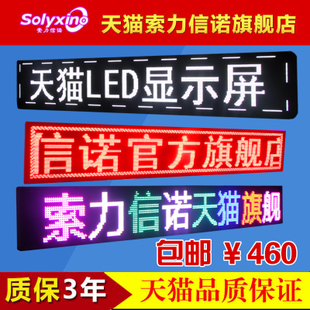 Solyxino
索力信诺
天猫索力信诺旗舰店
天猫LED显示屏
信诺官方旗舰店
索力信诺天猫旗舰
包邮 ¥460
质保3年 天猫品质保证